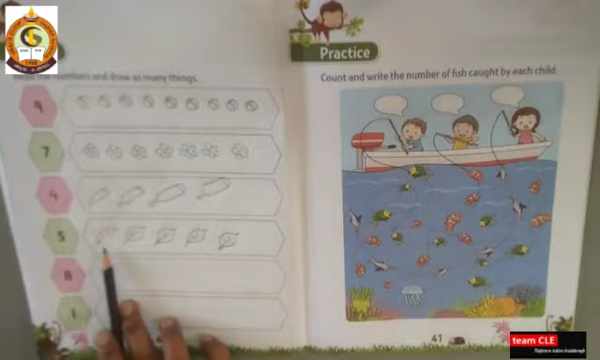 Practice
numbers and draw as many things.
Count and write the number of fish caught by each child.
9
7
4
5
8
1
41
team CLE